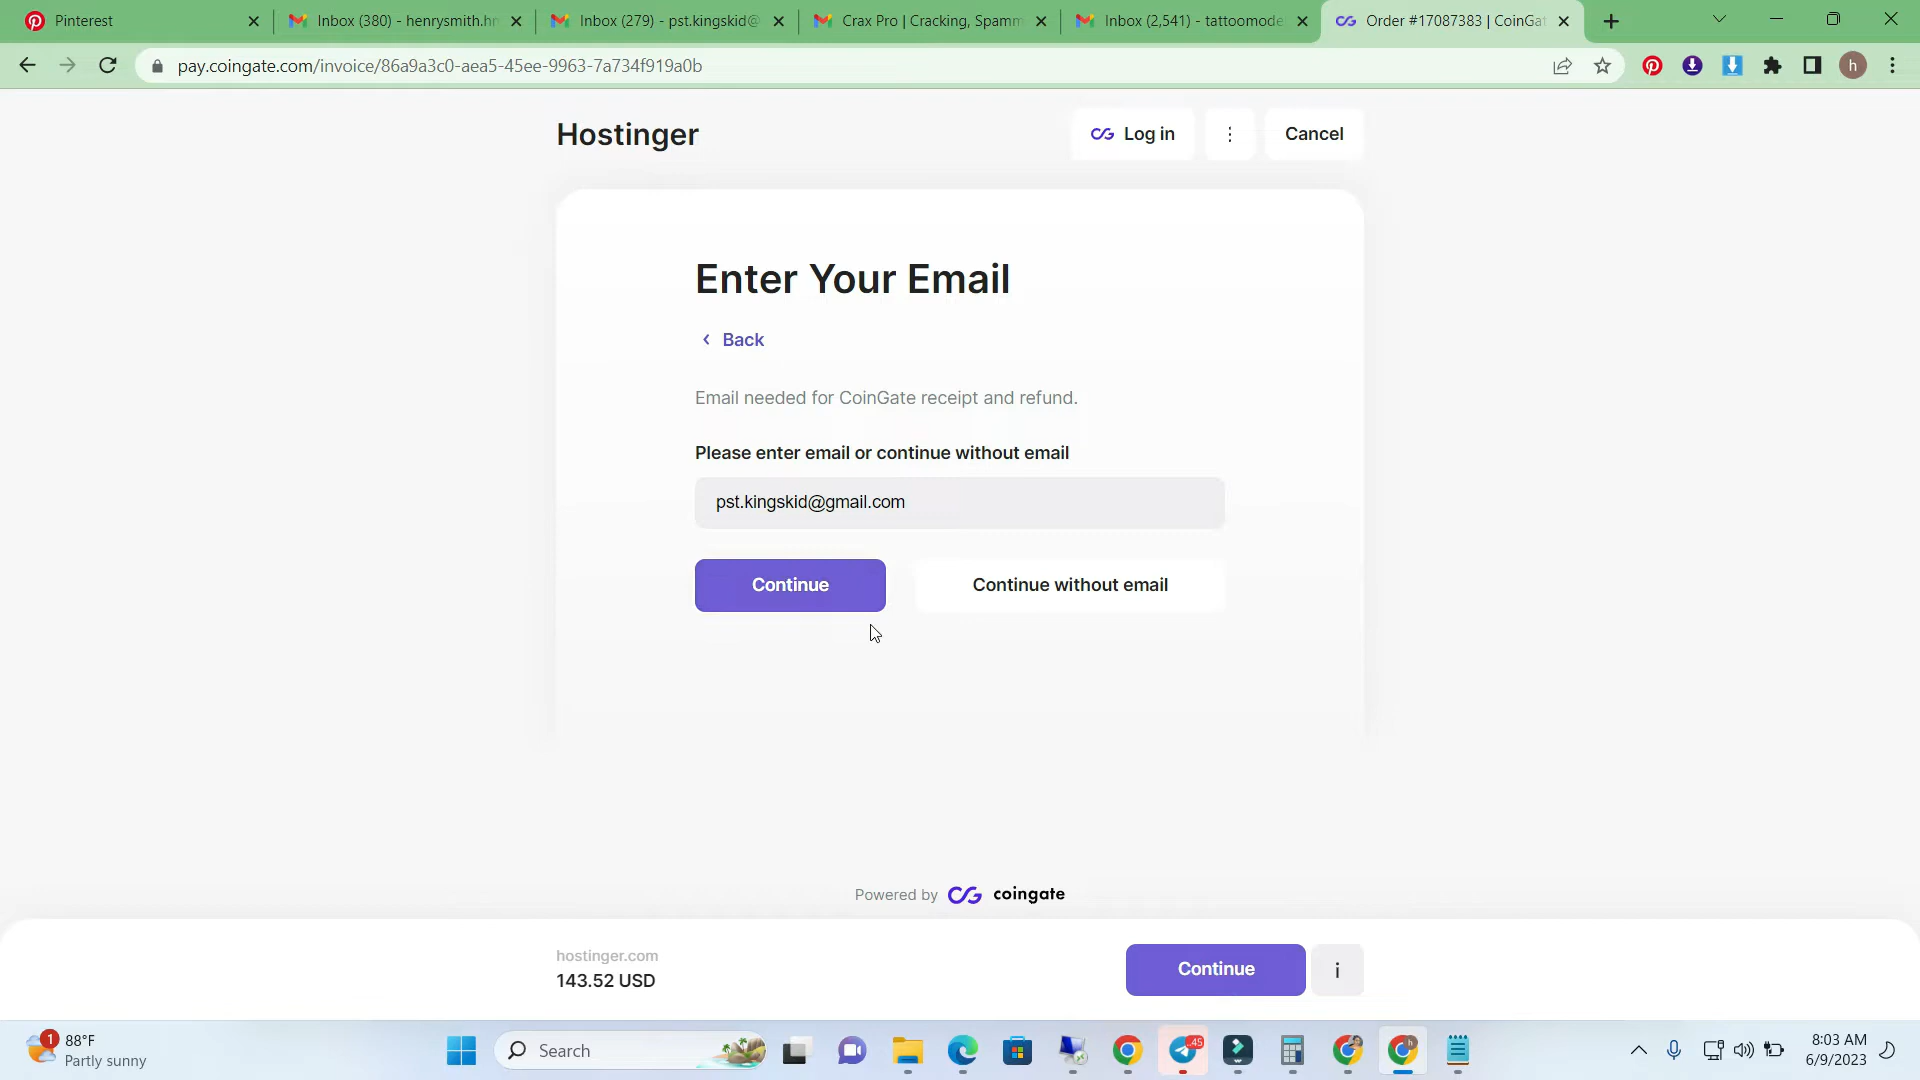 Pinterest
Inbox (380) - henrysmith.hn
Inbox (279) - pst.kingskid@
Crax Pro | Cracking, Spamm
Inbox (2,541) - tattoomode
Order #17087383 | CoinGat
pay.coingate.com/invoice/86a9a3c0-aea5-45ee-9963-7a734f919a0b
h
Hostinger
Log in
Cancel
Enter Your Email
Back
Email needed for CoinGate receipt and refund.
Please enter email or continue without email
pst.kingskid@gmail.com
Continue
Continue without email
Powered by coingate
hostinger.com
143.52 USD
Continue
i
1
88°F
Partly sunny
Search
45
h
8:03 AM
6/9/2023